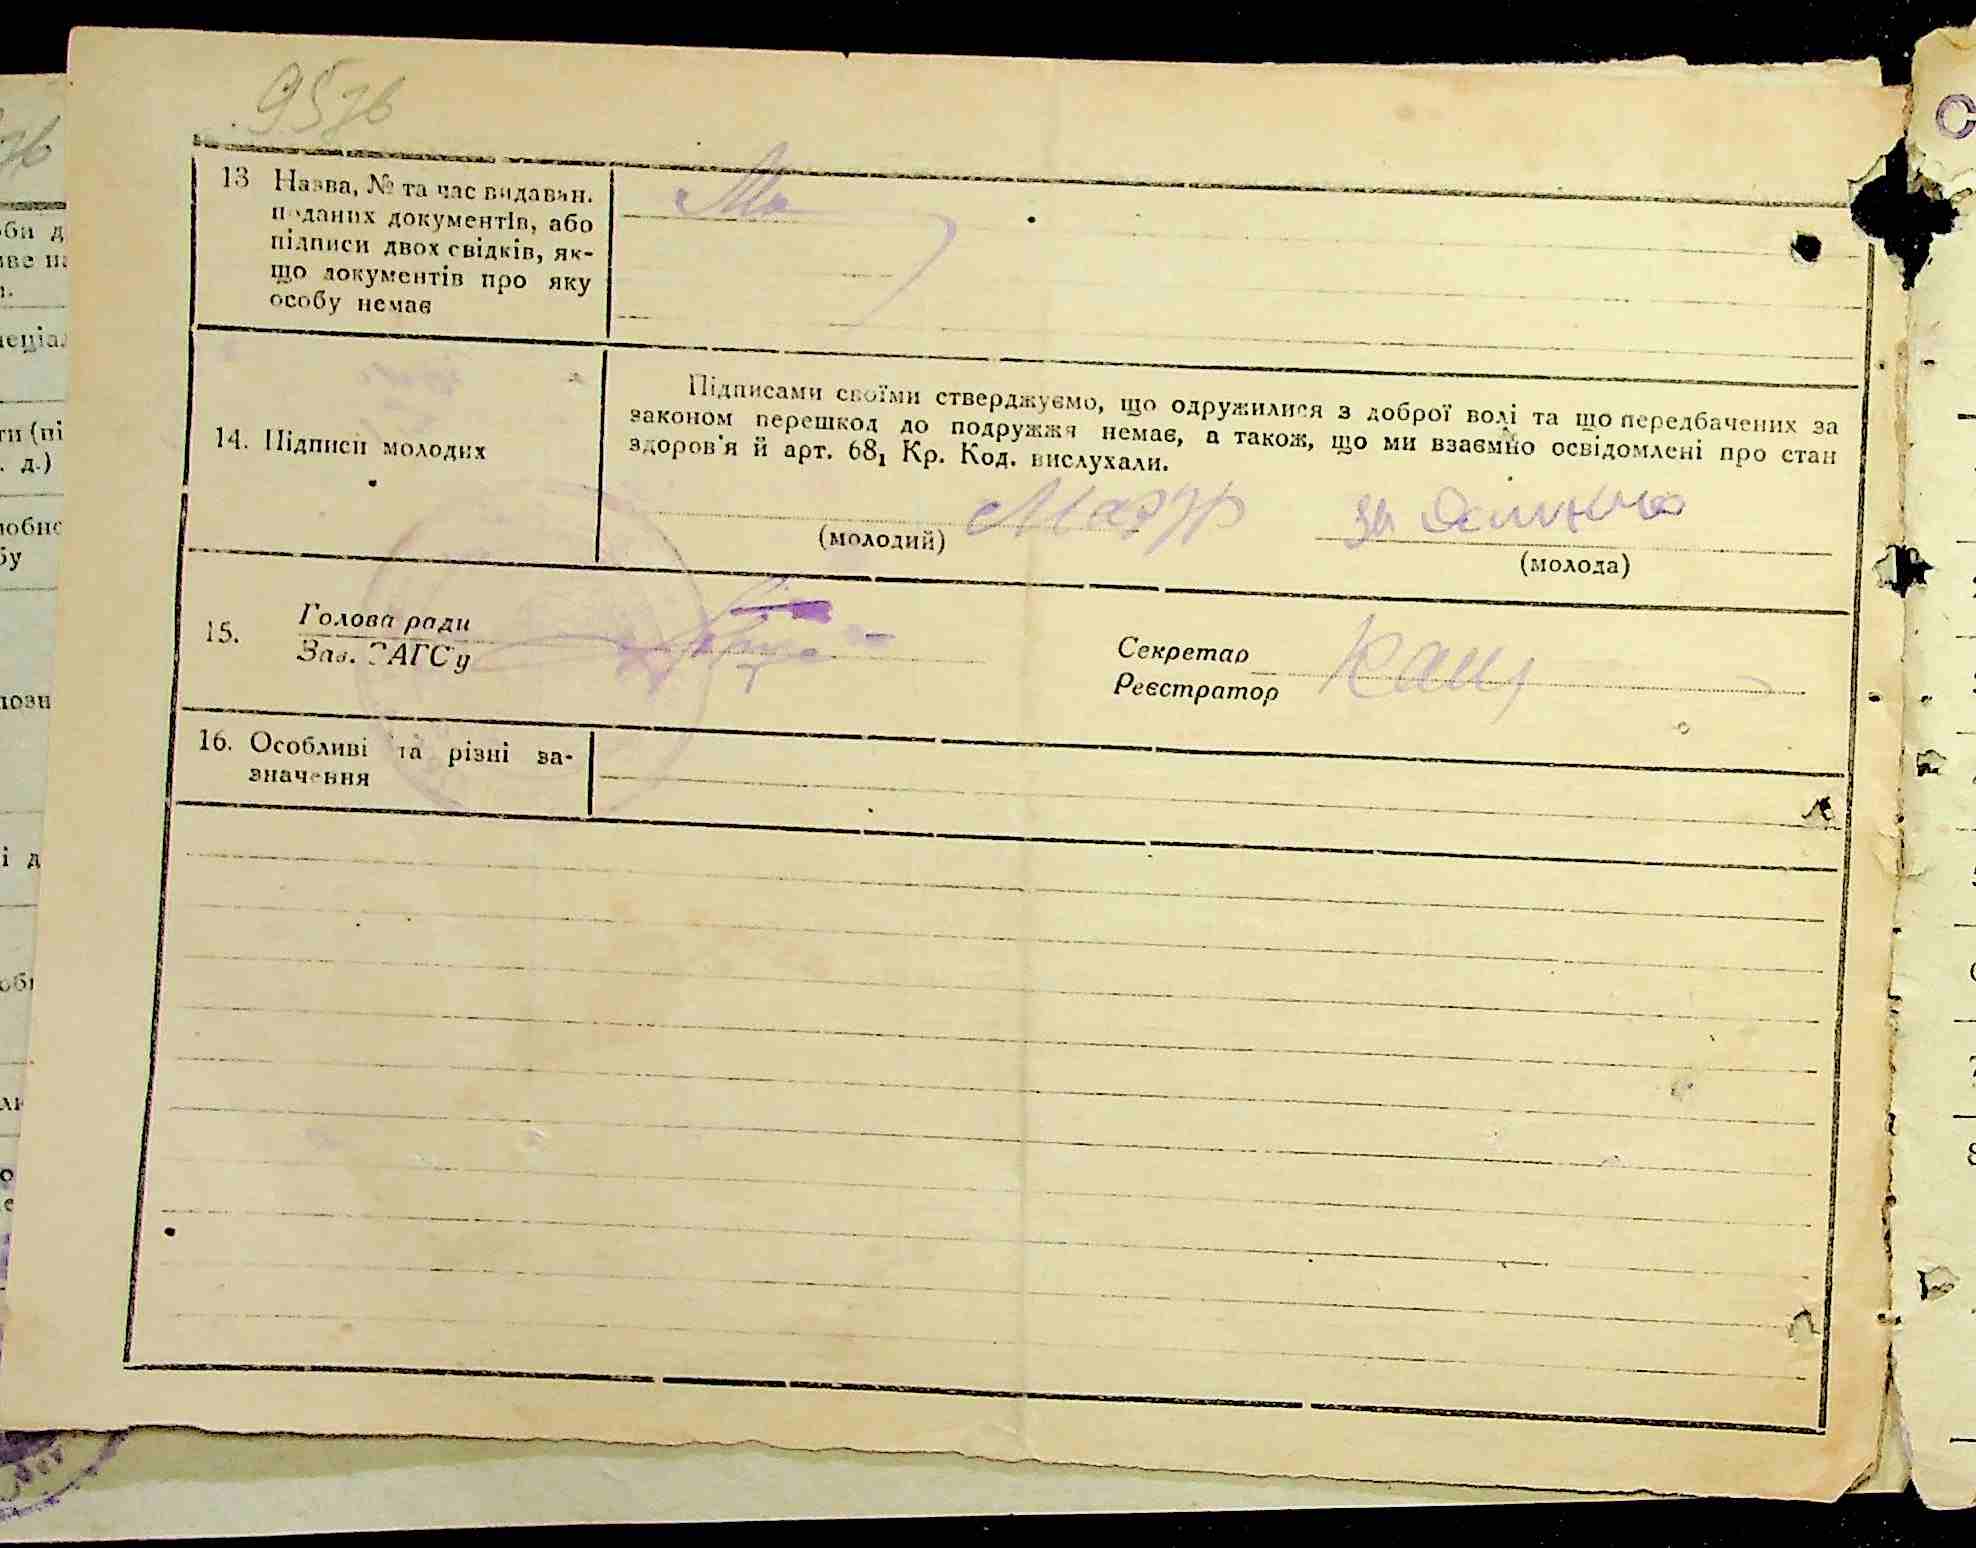 95зв
13 Назва, № та час видаван.
поданих документів, або
підписи двох свідків, як-
що документів про яку
особу немає
Підписами своїми стверджуємо, що одружилися з доброї волі та що передбачених за
законом перешкод до подружжя немає, а також, що ми взаємно освідомлені про стан
здоров'я й арт. 68₁ Кр. Код. вислухали.
14. Підписи молодих
Мазур за
(молодий)
(молода)
15. Голова ради
Зав. ЗАГСу
Секретар
Реєстратор
16. Особливі та різні за-
значення